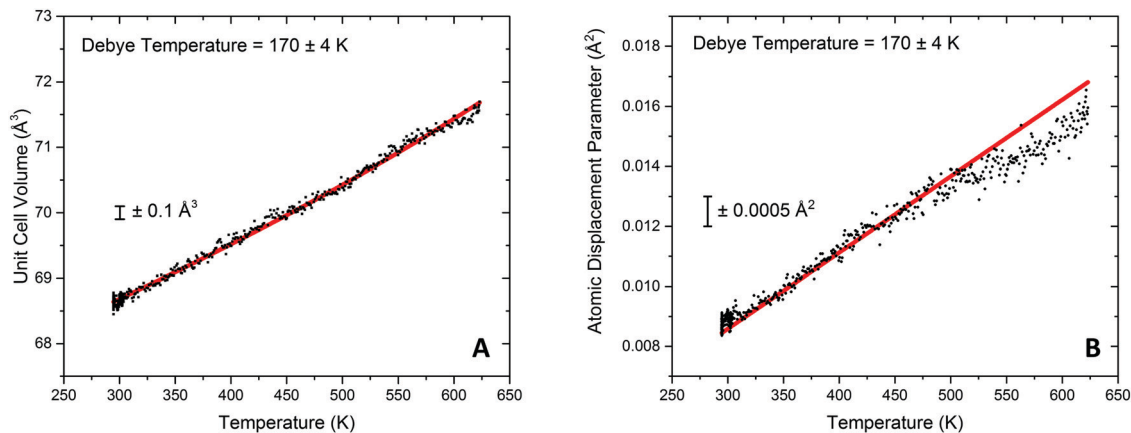 73
72
71
70
69
68
Unit Cell Volume (Å³)
Debye Temperature = 170 ± 4 K
± 0.1 Å³
A
250 300 350 400 450 500 550 600 650
Temperature (K)
0.018
0.016
0.014
0.012
0.010
0.008
Atomic Displacement Parameter (Å²)
Debye Temperature = 170 ± 4 K
± 0.0005 Å²
B
250 300 350 400 450 500 550 600 650
Temperature (K)